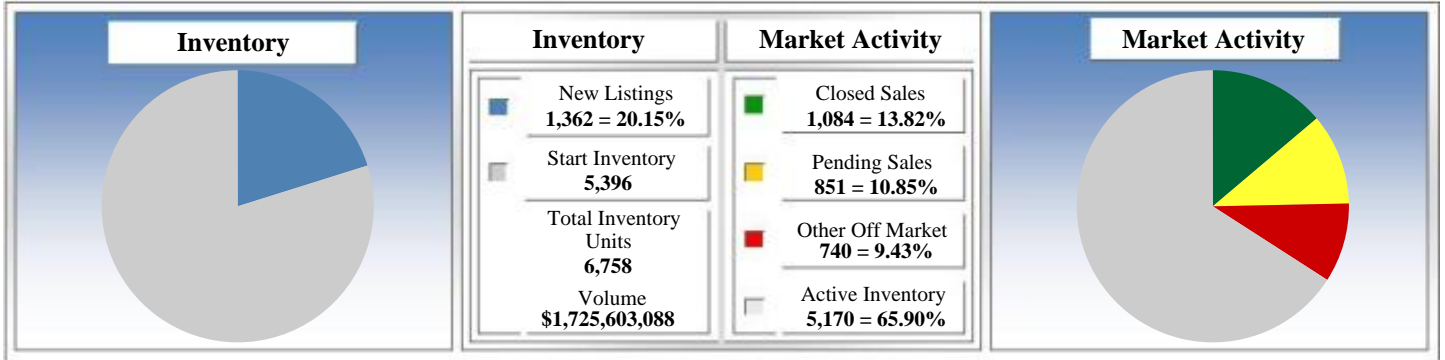 Inventory
Inventory
New Listings
1,362 = 20.15%
Start Inventory
5,396
Total Inventory
Units
6,758
Volume
$1,725,603,088
Market Activity
Closed Sales
1,084 = 13.82%
Pending Sales
851 = 10.85%
Other Off Market
740 = 9.43%
Active Inventory
5,170 = 65.90%
Market Activity